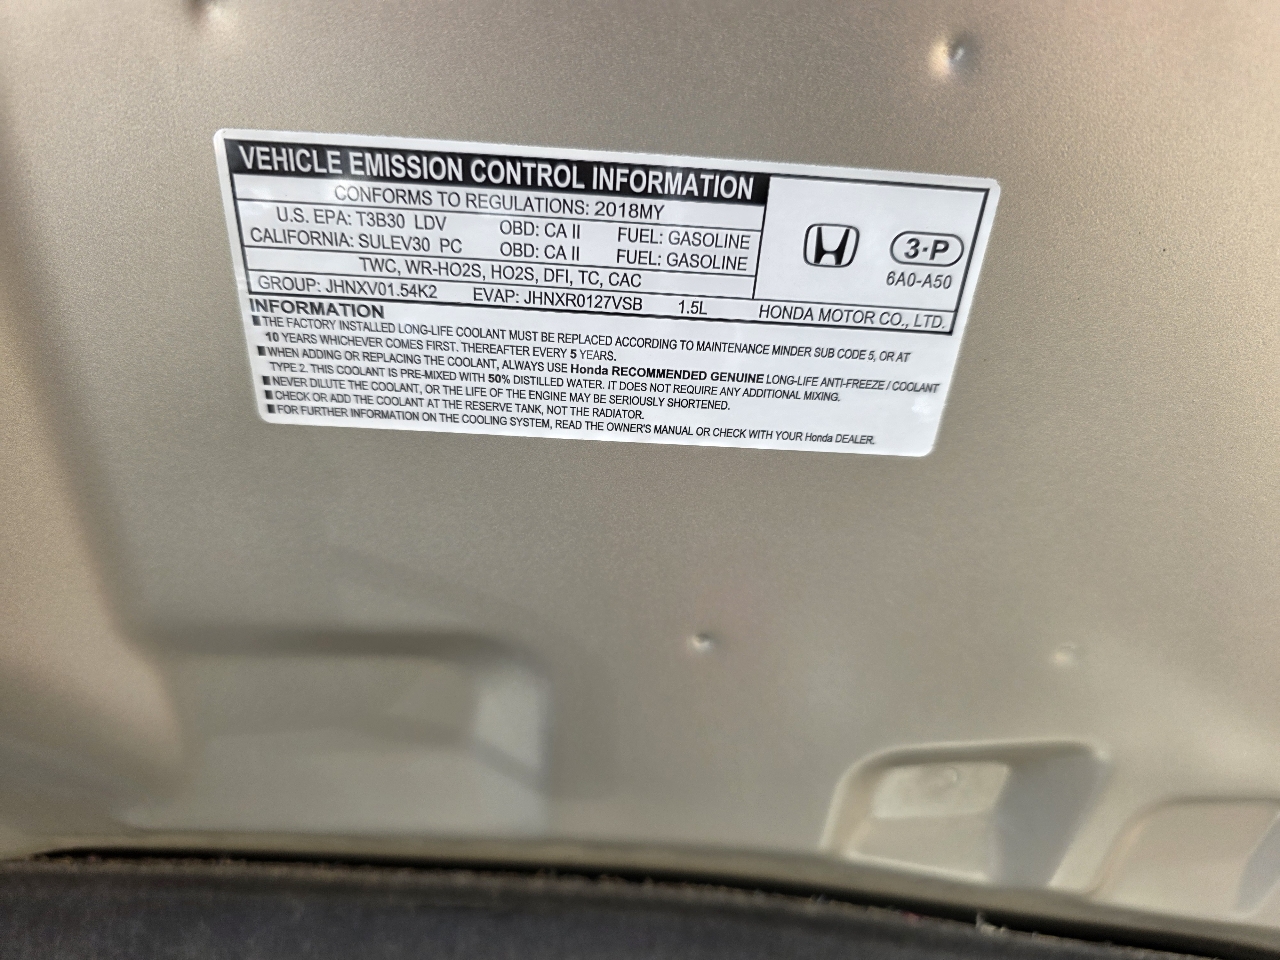 VEHICLE EMISSION CONTROL INFORMATION
CONFORMS TO REGULATIONS: 2018MY
U.S. EPA: T3B30 LDV OBD: CA II FUEL: GASOLINE
CALIFORNIA: SULEV30 PC OBD: CA II FUEL: GASOLINE
TWC, WR-HO2S, HO2S, DFI, TC, CAC
GROUP: JHNXV01.54K2 EVAP: JHNXR0127VSB 1.5L HONDA MOTOR CO., LTD.
3-P
6A0-A50
INFORMATION
■ THE FACTORY INSTALLED LONG-LIFE COOLANT MUST BE REPLACED ACCORDING TO MAINTENANCE MINDER SUB CODE 5, OR AT
10 YEARS WHICHEVER COMES FIRST. THEREAFTER EVERY 5 YEARS.
■ WHEN ADDING OR REPLACING THE COOLANT, ALWAYS USE Honda RECOMMENDED GENUINE LONG-LIFE ANTI-FREEZE / COOLANT
TYPE 2. THIS COOLANT IS PRE-MIXED WITH 50% DISTILLED WATER. IT DOES NOT REQUIRE ANY ADDITIONAL MIXING.
■ NEVER DILUTE THE COOLANT, OR THE LIFE OF THE ENGINE MAY BE SERIOUSLY SHORTENED.
■ CHECK OR ADD THE COOLANT AT THE RESERVE TANK, NOT THE RADIATOR.
■ FOR FURTHER INFORMATION ON THE COOLING SYSTEM, READ THE OWNER'S MANUAL OR CHECK WITH YOUR Honda DEALER.